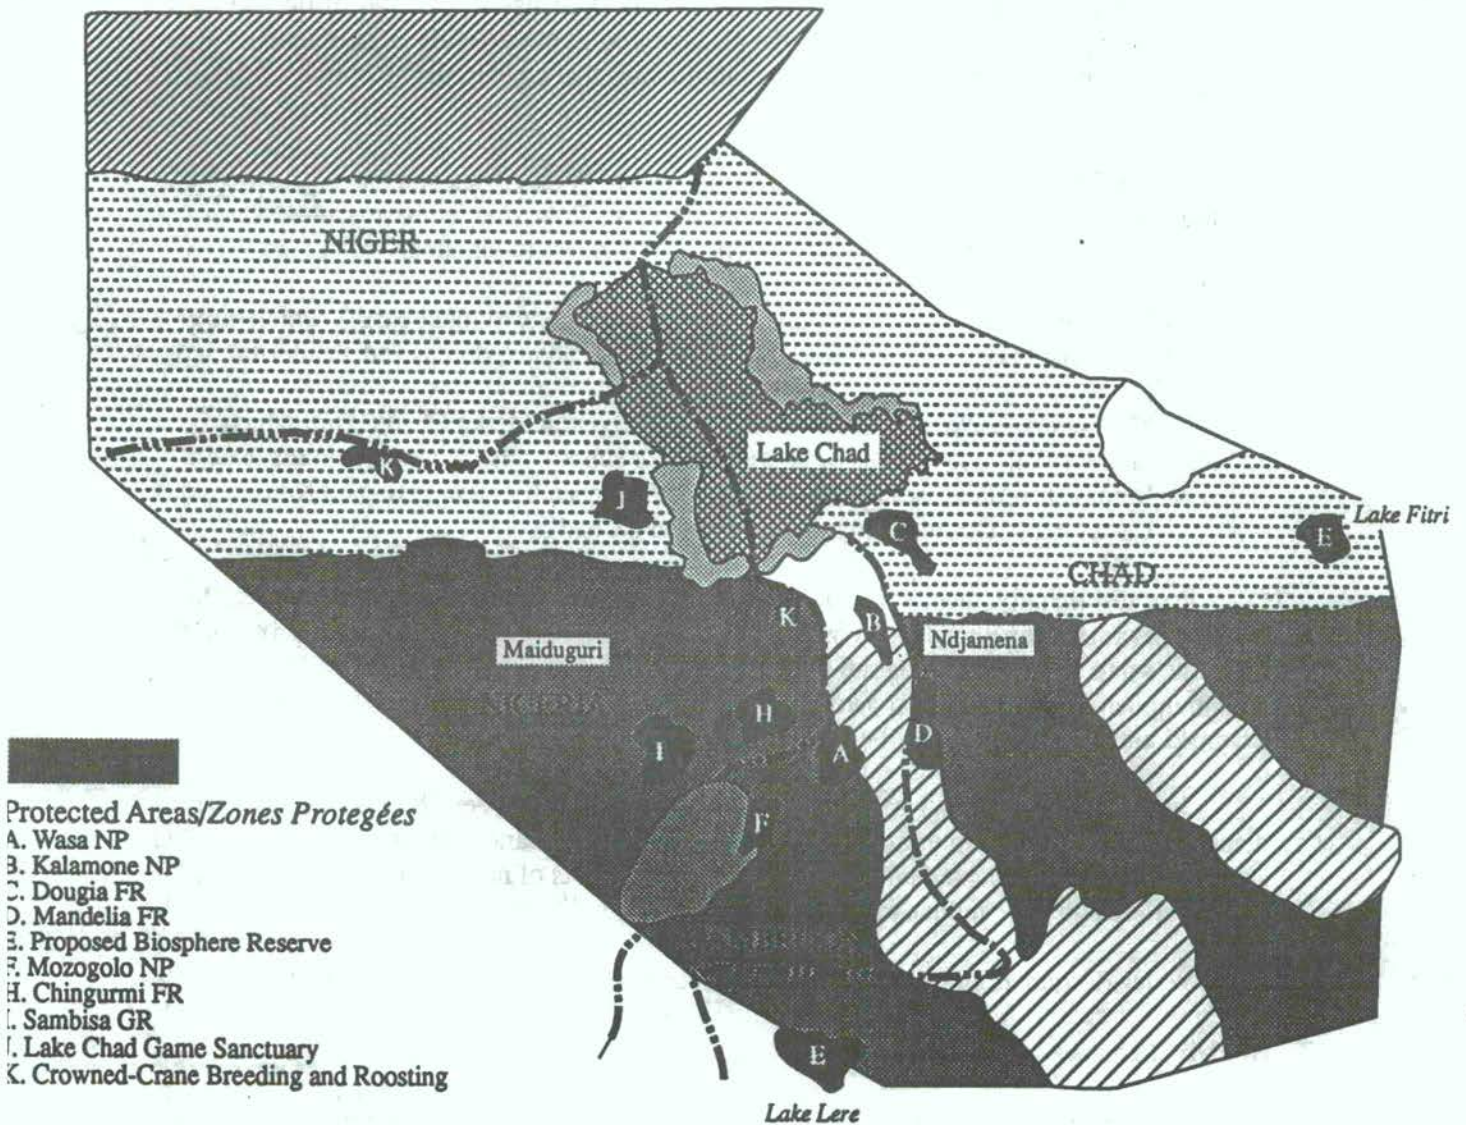 NIGER
K
Lake Chad
J
C
Lake Fitri
E
CHAD
K
B
Maiduguri
Ndjamena
NIGERIA
H
D
I
A
F
E
Lake Lere
Protected Areas/Zones Protegées
A. Wasa NP
B. Kalamone NP
C. Dougia FR
D. Mandelia FR
E. Proposed Biosphere Reserve
F. Mozogolo NP
H. Chingurmi FR
I. Sambisa GR
J. Lake Chad Game Sanctuary
K. Crowned-Crane Breeding and Roosting